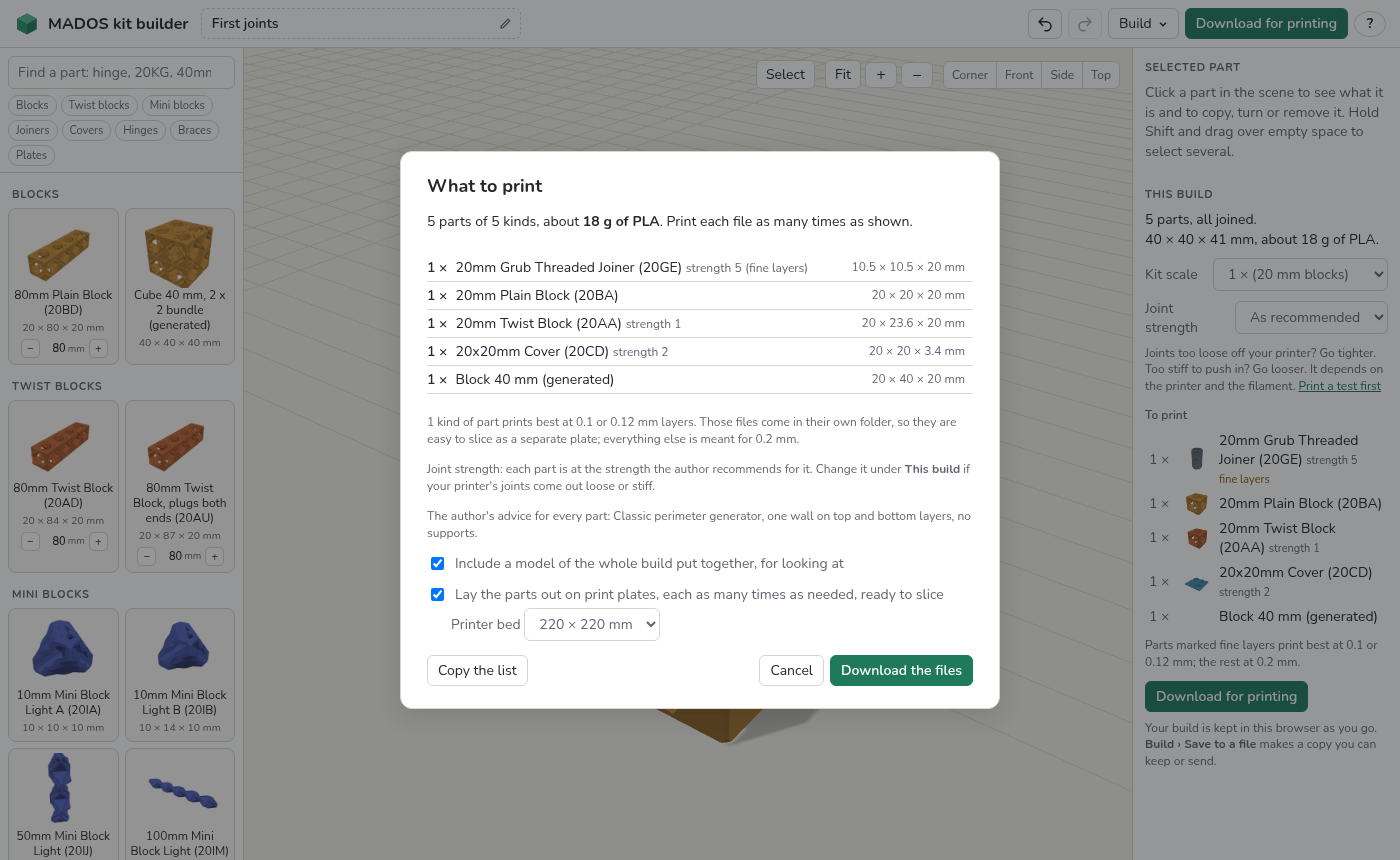 MADOS kit builder
First joints
Build
Download for printing
?
Find a part: hinge, 20KG, 40mm
Blocks
Twist blocks
Mini blocks
Joiners
Covers
Hinges
Braces
Plates
BLOCKS
80mm Plain Block
(20BD)
20 × 80 × 20 mm
− 80 mm +
Cube 40 mm, 2 x
2 bundle
(generated)
40 × 40 × 40 mm
TWIST BLOCKS
80mm Twist Block
(20AD)
20 × 84 × 20 mm
− 80 mm +
80mm Twist
Block, plugs both
ends (20AU)
20 × 87 × 20 mm
− 80 mm +
MINI BLOCKS
10mm Mini Block
Light A (20IA)
10 × 10 × 10 mm
10mm Mini Block
Light B (20IB)
10 × 14 × 10 mm
50mm Mini Block
Light (20IJ)
100mm Mini
Block Light (20IM)
Select
Fit
+
−
Corner
Front
Side
Top
What to print
5 parts of 5 kinds, about 18 g of PLA. Print each file as many times as shown.
1 × 20mm Grub Threaded Joiner (20GE) strength 5 (fine layers) 10.5 × 10.5 × 20 mm
1 × 20mm Plain Block (20BA) 20 × 20 × 20 mm
1 × 20mm Twist Block (20AA) strength 1 20 × 23.6 × 20 mm
1 × 20x20mm Cover (20CD) strength 2 20 × 20 × 3.4 mm
1 × Block 40 mm (generated) 20 × 40 × 20 mm
1 kind of part prints best at 0.1 or 0.12 mm layers. Those files come in their own folder, so they are
easy to slice as a separate plate; everything else is meant for 0.2 mm.
Joint strength: each part is at the strength the author recommends for it. Change it under This build if
your printer's joints come out loose or stiff.
The author's advice for every part: Classic perimeter generator, one wall on top and bottom layers, no
supports.
Include a model of the whole build put together, for looking at
Lay the parts out on print plates, each as many times as needed, ready to slice
Printer bed 220 × 220 mm
Copy the list
Cancel
Download the files
SELECTED PART
Click a part in the scene to see what it
is and to copy, turn or remove it. Hold
Shift and drag over empty space to
select several.
THIS BUILD
5 parts, all joined.
40 × 40 × 41 mm, about 18 g of PLA.
Kit scale 1 × (20 mm blocks)
Joint
strength
As recommended
Joints too loose off your printer? Go tighter.
Too stiff to push in? Go looser. It depends on
the printer and the filament. Print a test first
To print
1 × 20mm Grub Threaded
Joiner (20GE) strength 5
fine layers
1 × 20mm Plain Block (20BA)
1 × 20mm Twist Block
(20AA) strength 1
1 × 20x20mm Cover (20CD)
strength 2
1 × Block 40 mm (generated)
Parts marked fine layers print best at 0.1 or
0.12 mm; the rest at 0.2 mm.
Download for printing
Your build is kept in this browser as you go.
Build › Save to a file makes a copy you can
keep or send.